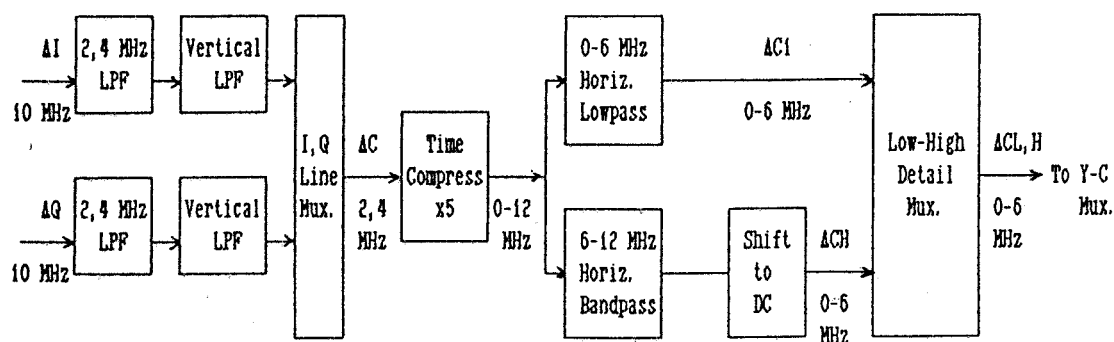 ΔI
10 MHz
2,4 MHz
LPF
Vertical
LPF
ΔQ
10 MHz
2,4 MHz
LPF
Vertical
LPF
I,Q
Line
Mux.
ΔC
2,4
MHz
Time
Compress
x5
0-12
MHz
0-6 MHz
Horiz.
Lowpass
ΔC1
0-6 MHz
6-12 MHz
Horiz.
Bandpass
Shift
to
DC
ΔCH
0-6
MHz
Low-High
Detail
Mux.
ΔCL,H
0-6
MHz
To Y-C
Mux.